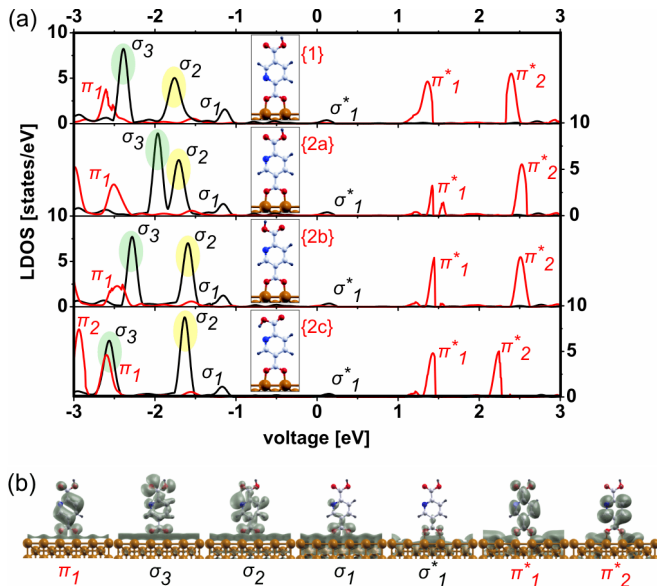 (a)
-3 -2 -1 0 1 2 3
LDOS [states/eV]
10
5
0
π1 σ3 σ2 σ1 {1} σ*1 π*1 π*2
10
5
0
π1 σ3 σ2 σ1 {2a} σ*1 π*1 π*2
10
5
0
π1 σ3 σ2 σ1 {2b} σ*1 π*1 π*2
10
5
0
π2 σ3 π1 σ2 σ1 {2c} σ*1 π*1 π*2
-3 -2 -1 0 1 2 3
voltage [eV]
(b)
π1 σ3 σ2 σ1 σ*1 π*1 π*2